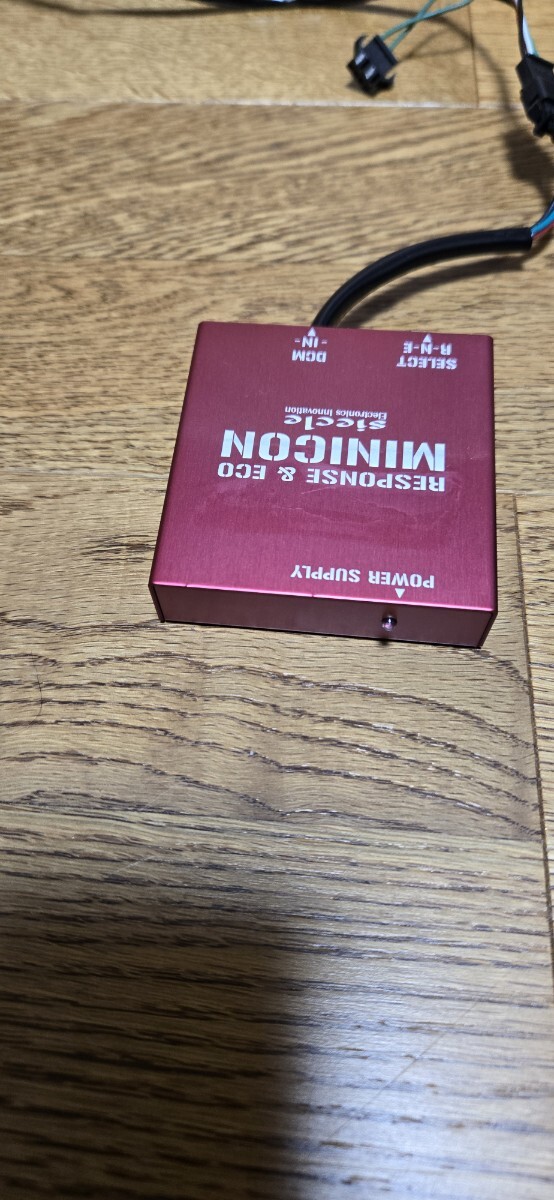 POWER SUPPLY
RESPONSE & ECO
MINICON
siecle
Electronics Innovation
SELECT
R-N-E
DCM
-IN-